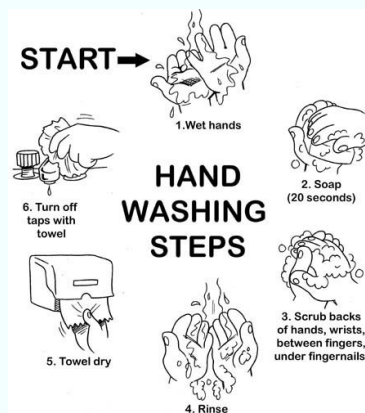 START
1.Wet hands
2. Soap
(20 seconds)
3. Scrub backs
of hands, wrists,
between fingers,
under fingernails
4. Rinse
5. Towel dry
6. Turn off
taps with
towel
HAND
WASHING
STEPS